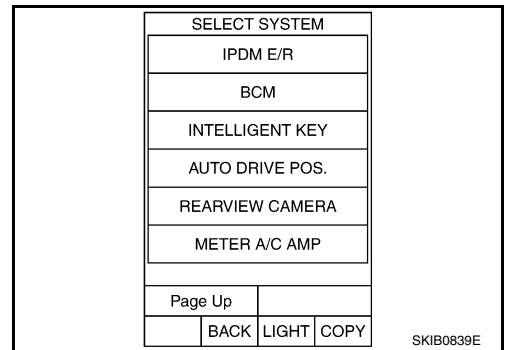 SELECT SYSTEM
IPDM E/R
BCM
INTELLIGENT KEY
AUTO DRIVE POS.
REARVIEW CAMERA
METER A/C AMP
Page Up
BACK LIGHT COPY
SKIB0839E